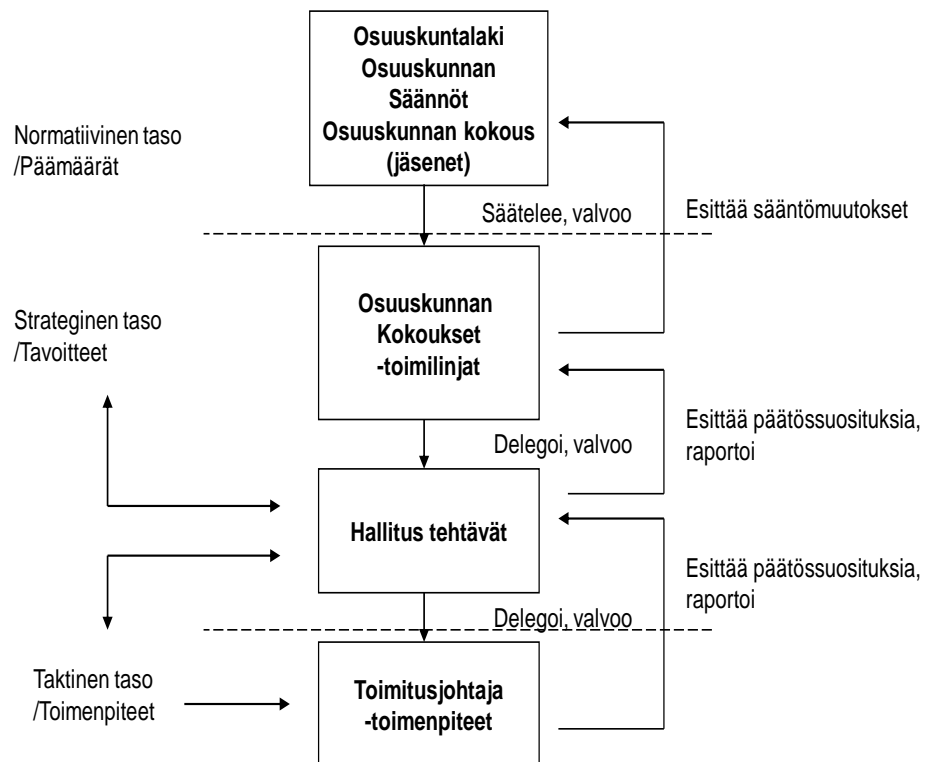 Osuuskuntalaki
Osuuskunnan
Säännöt
Osuuskunnan kokous
(jäsenet)
Normatiivinen taso
/Päämäärät
Säätelee, valvoo
Esittää sääntömuutokset
Osuuskunnan
Kokoukset
-toimilinjat
Strateginen taso
/Tavoitteet
Delegoi, valvoo
Esittää päätössuosituksia,
raportoi
Hallitus tehtävät
Esittää päätössuosituksia,
raportoi
Delegoi, valvoo
Taktinen taso
/Toimenpiteet
Toimitusjohtaja
-toimenpiteet